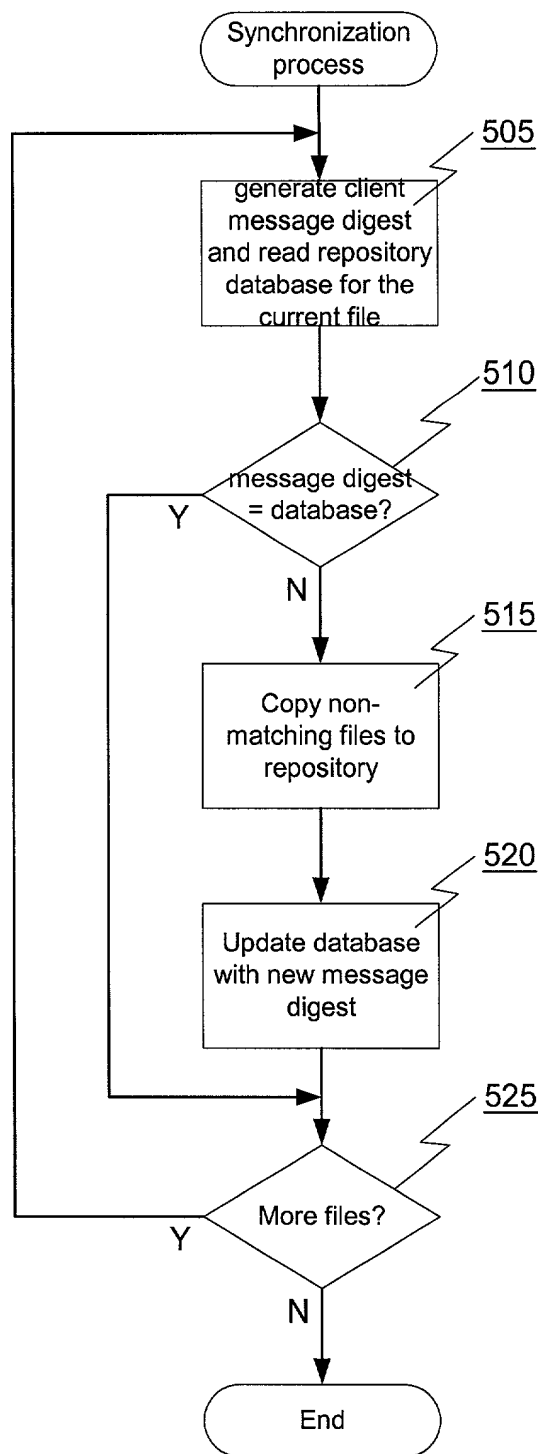 Synchronization
process
505
generate client
message digest
and read repository
database for the
current file
510
message digest
= database?
Y
N
515
Copy non-
matching files to
repository
520
Update database
with new message
digest
525
More files?
Y
N
End